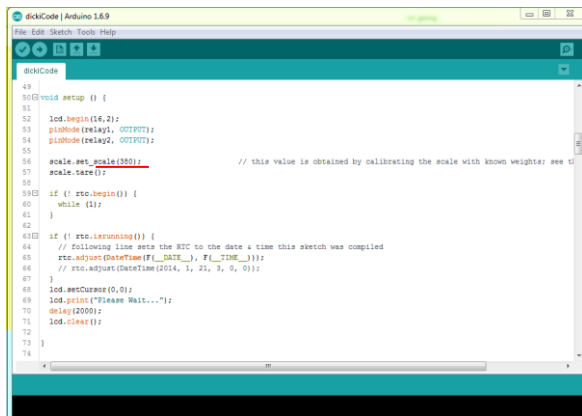 dickiCode | Arduino 1.6.9
File Edit Sketch Tools Help
dickiCode
49
50 void setup () {
51
52 lcd.begin(16,2);
53 pinMode(relay1, OUTPUT);
54 pinMode(relay2, OUTPUT);
55
56 scale.set_scale(380); // this value is obtained by calibrating the scale with known weights; see t
57 scale.tare();
58
59 if (! rtc.begin()) {
60 while (1);
61 }
62
63 if (! rtc.isrunning()) {
64 // following line sets the RTC to the date & time this sketch was compiled
65 rtc.adjust(DateTime(F(__DATE__), F(__TIME__)));
66 // rtc.adjust(DateTime(2014, 1, 21, 3, 0, 0));
67 }
68 lcd.setCursor(0,0);
69 lcd.print("Please Wait...");
70 delay(2000);
71 lcd.clear();
72
73 }
74